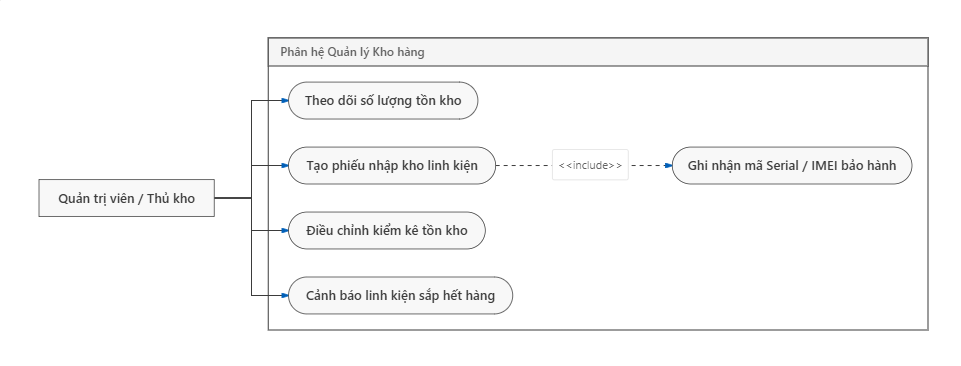 Phân hệ Quản lý Kho hàng
Theo dõi số lượng tồn kho
Tạo phiếu nhập kho linh kiện
<<include>>
Ghi nhận mã Serial / IMEI bảo hành
Quản trị viên / Thủ kho
Điều chỉnh kiểm kê tồn kho
Cảnh báo linh kiện sắp hết hàng